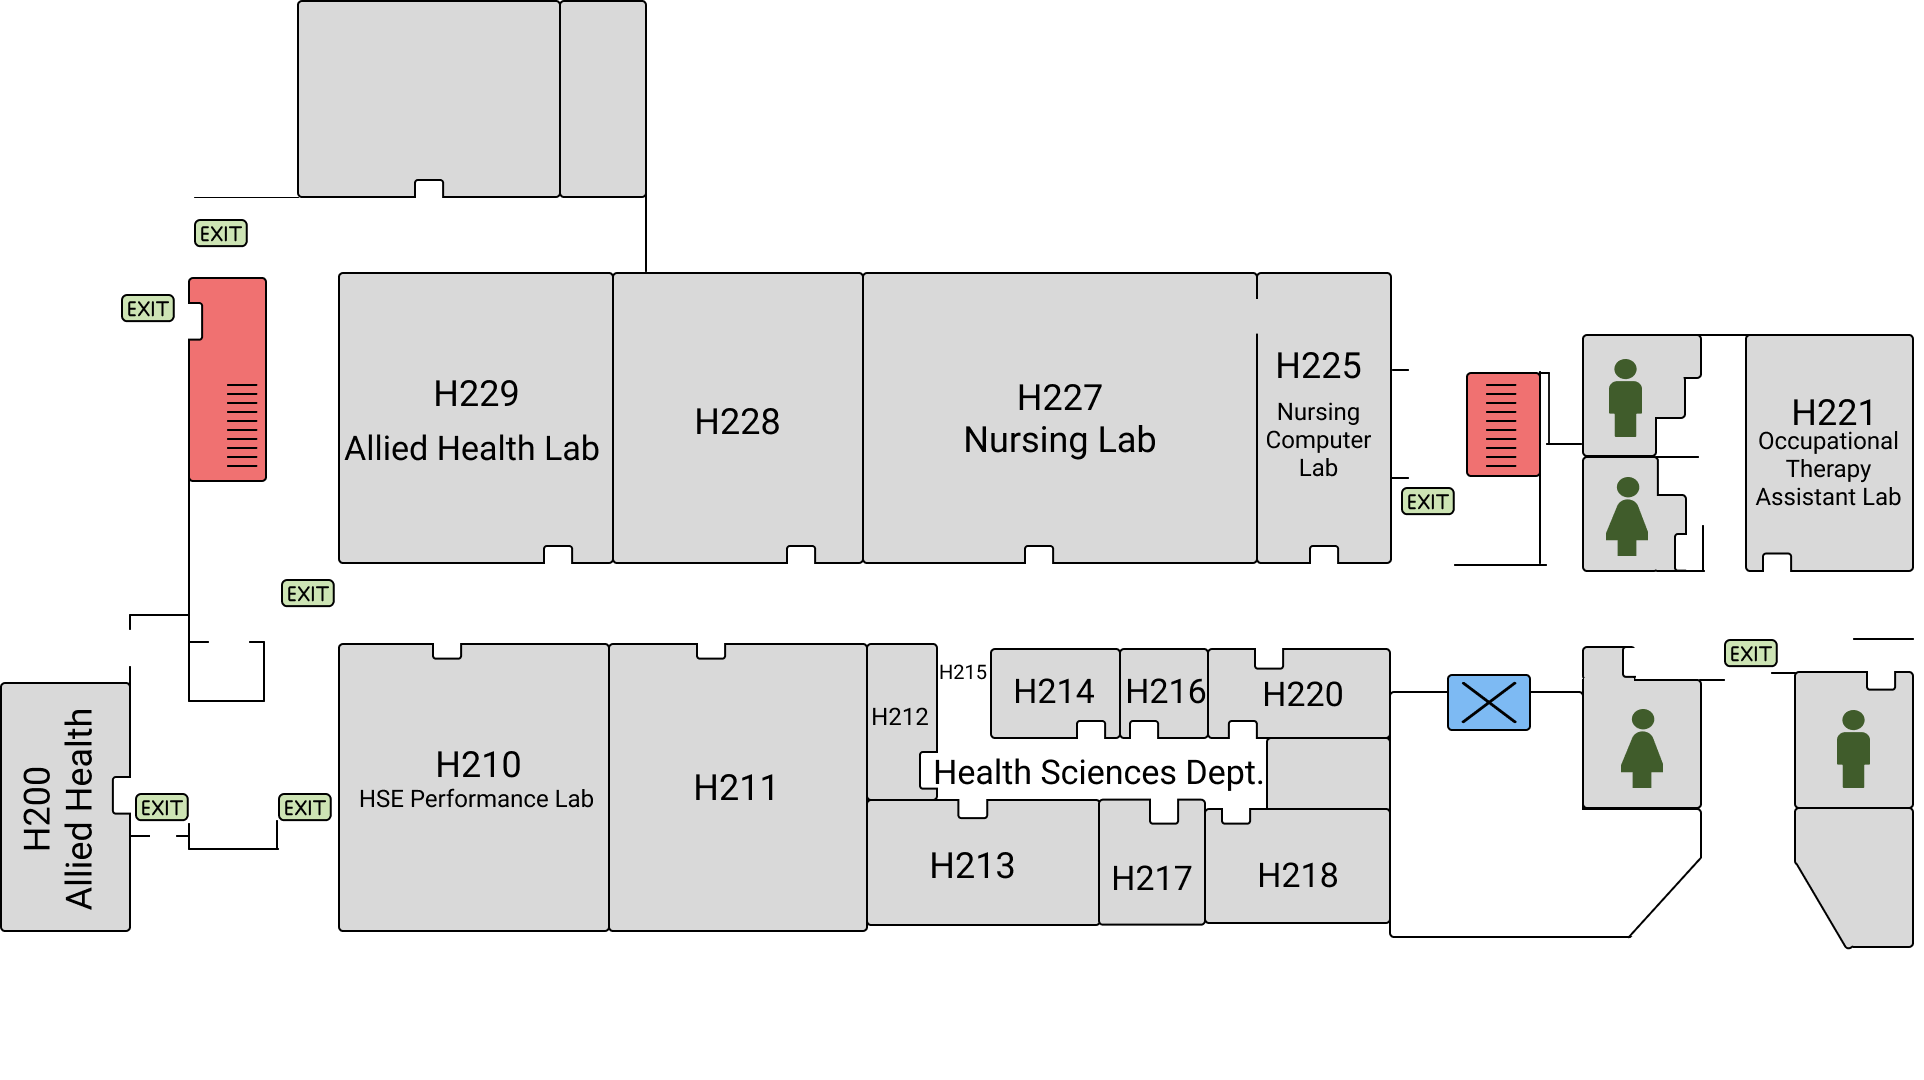 EXIT
EXIT
H229
Allied Health Lab
H228
H227
Nursing Lab
H225
Nursing
Computer
Lab
EXIT
H221
Occupational
Therapy
Assistant Lab
EXIT
H200
Allied Health
EXIT
EXIT
H210
HSE Performance Lab
H211
H212
H215
H214
H216
H220
Health Sciences Dept.
H213
H217
H218
EXIT